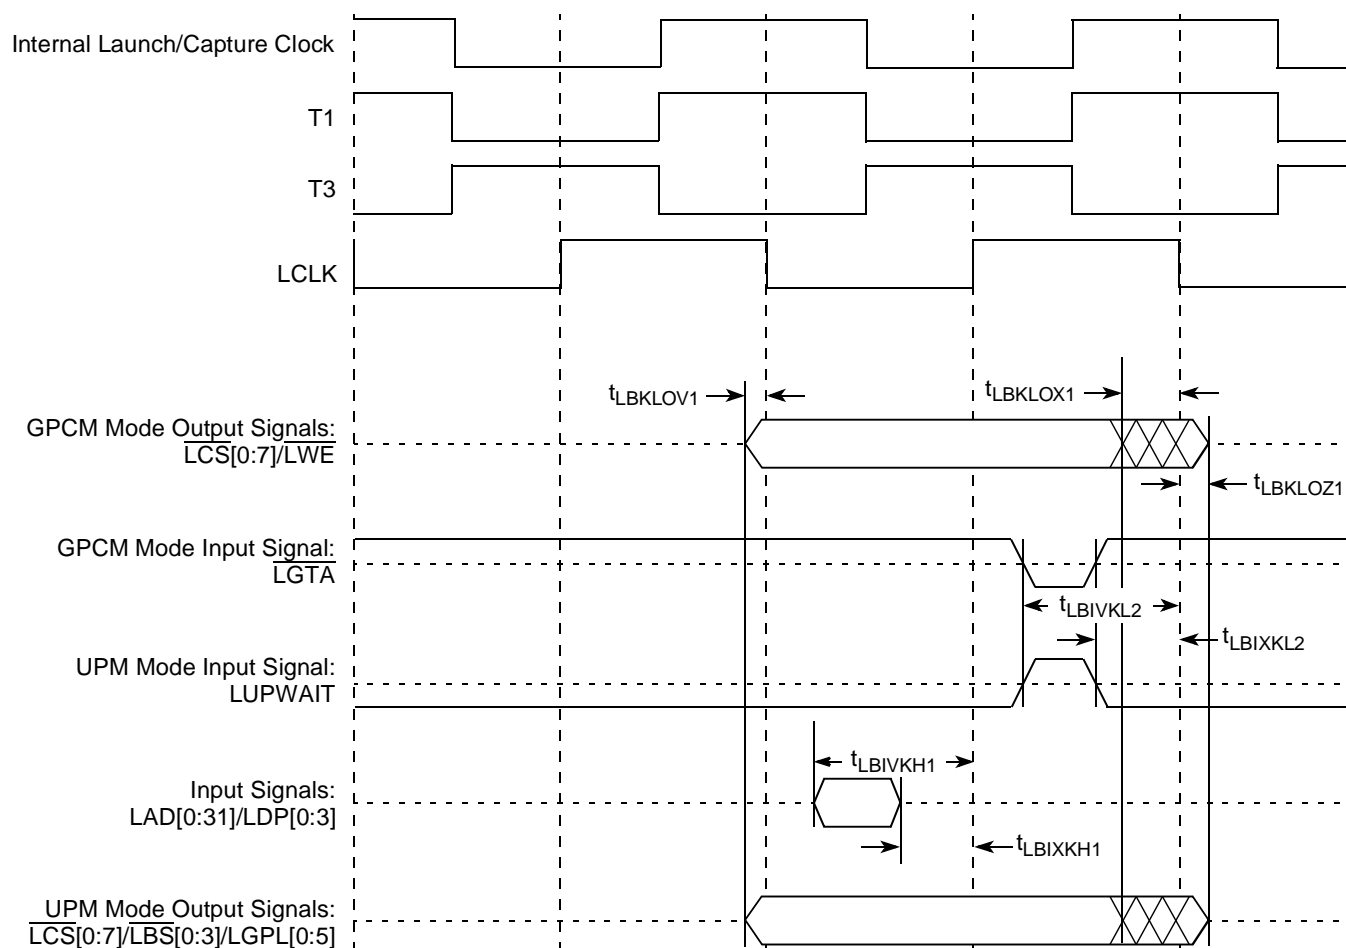 Internal Launch/Capture Clock
T1
T3
LCLK
tLBKLOV1
tLBKLOX1
GPCM Mode Output Signals:
LCS[0:7]/LWE
tLBKLOZ1
GPCM Mode Input Signal:
LGTA
tLBIVKL2
tLBIXKL2
UPM Mode Input Signal:
LUPWAIT
tLBIVKH1
Input Signals:
LAD[0:31]/LDP[0:3]
tLBIXKH1
UPM Mode Output Signals:
LCS[0:7]/LBS[0:3]/LGPL[0:5]